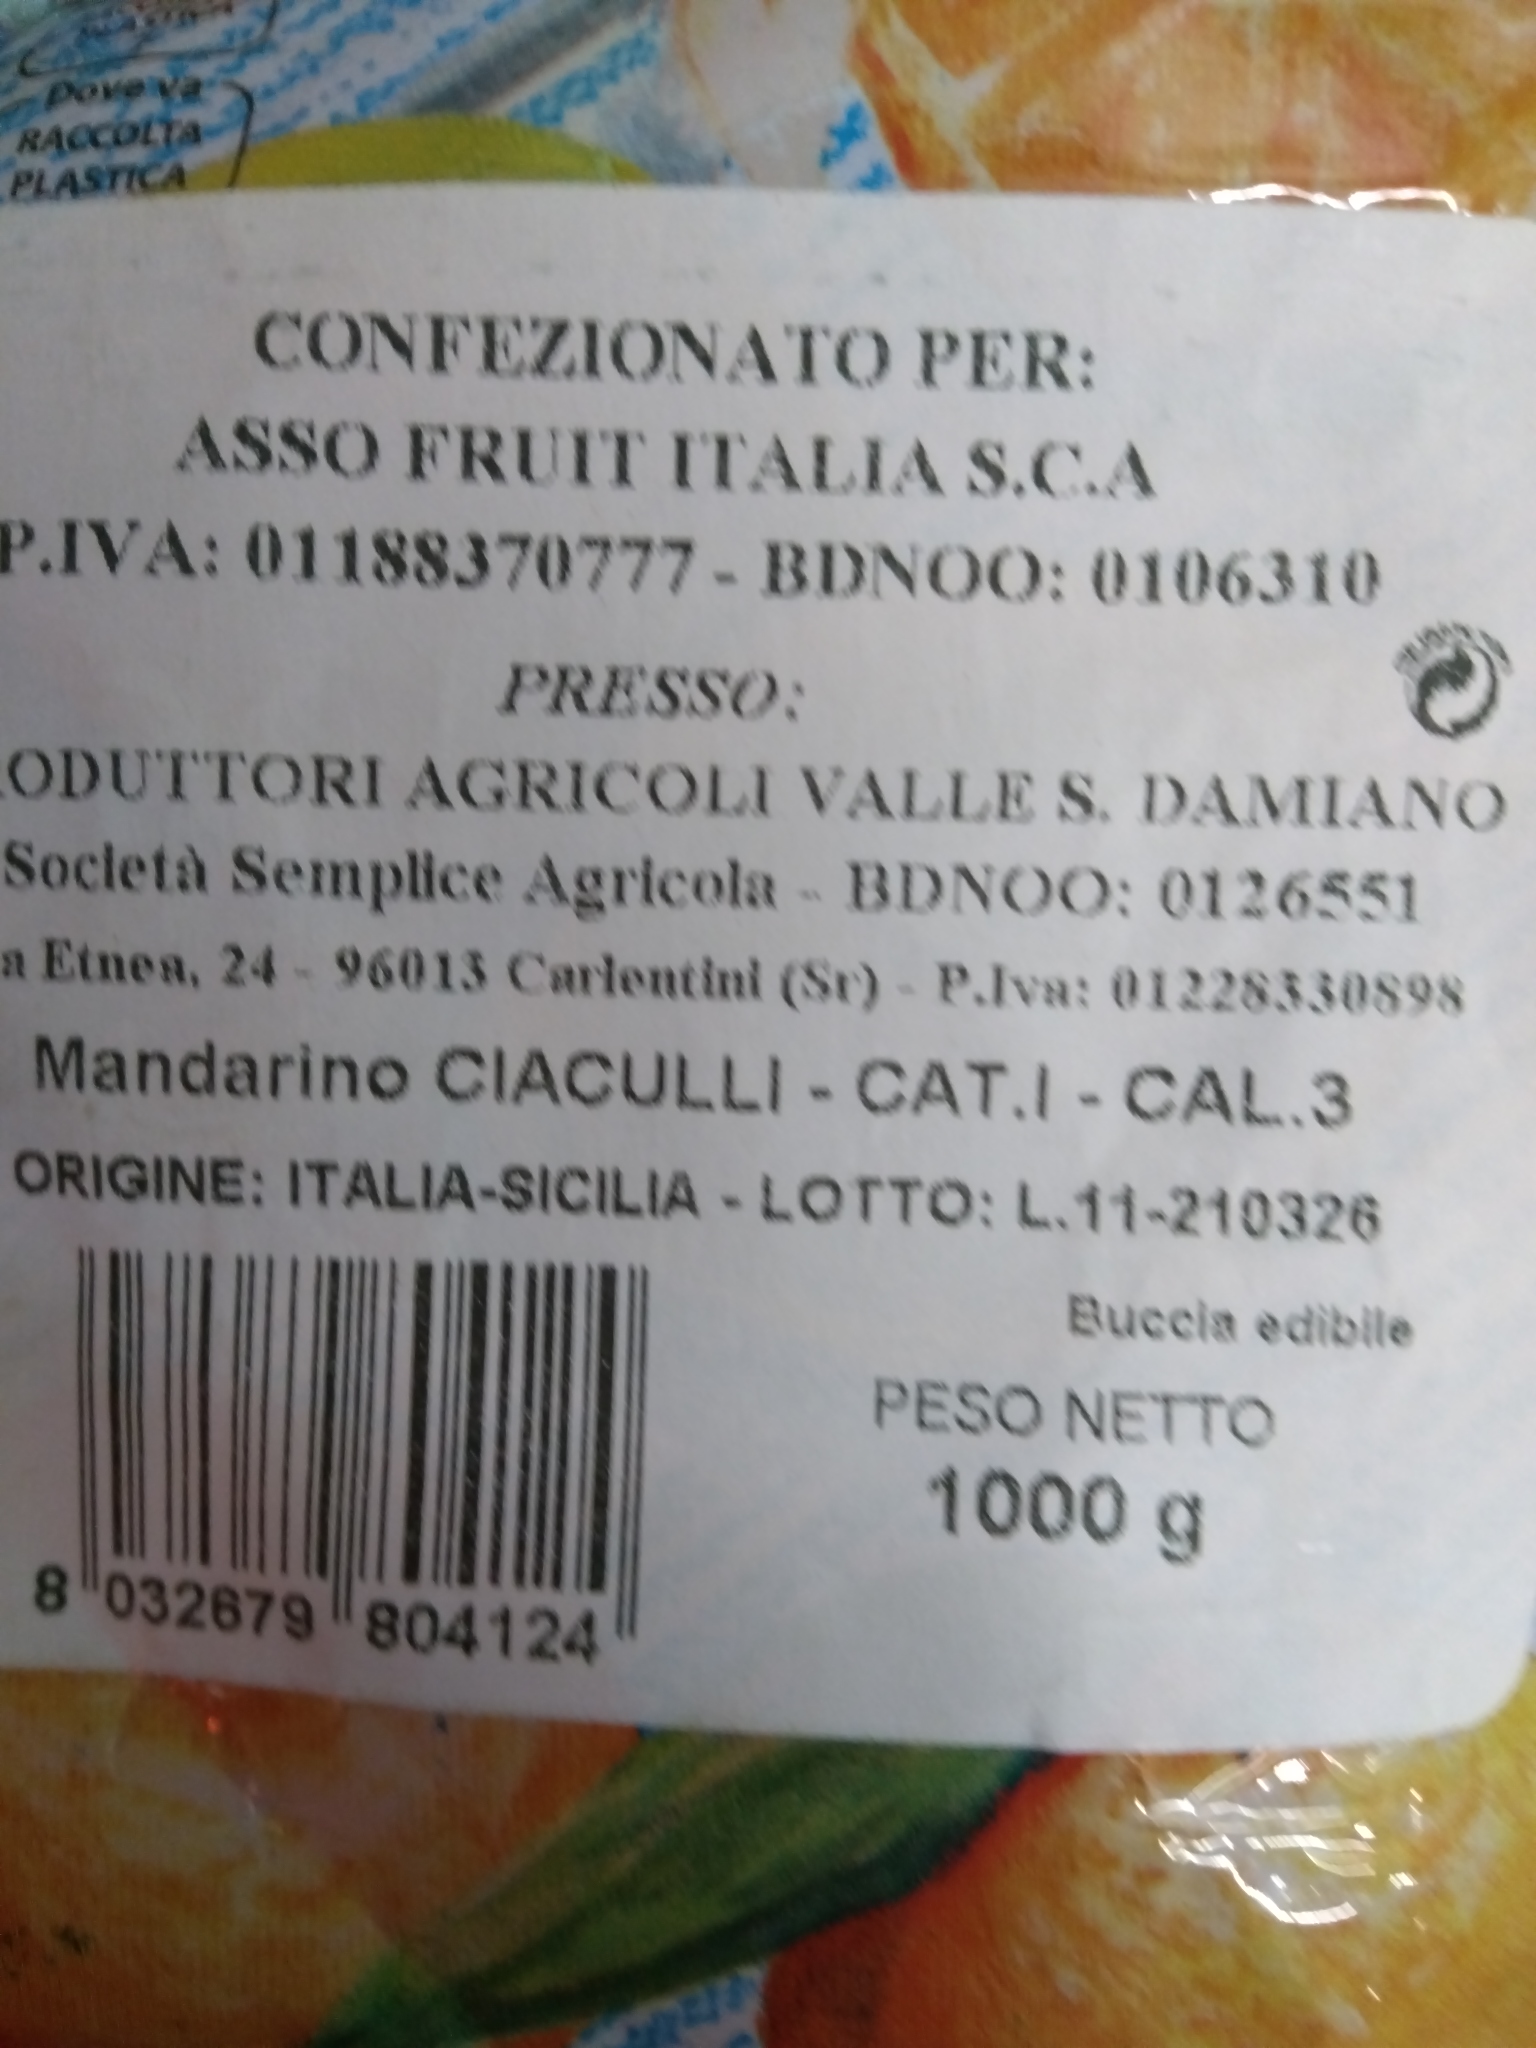 Dove va
RACCOLTA
PLASTICA
CONFEZIONATO PER:
ASSO FRUIT ITALIA S.C.A
P.IVA: 01188370777 - BDNOO: 0106310
PRESSO:
RODUTTORI AGRICOLI VALLE S. DAMIANO
Società Semplice Agricola - BDNOO: 0126551
a Etnea, 24 - 96013 Carlentini (Sr) - P.Iva: 01228330898
Mandarino CIACULLI - CAT.I - CAL.3
ORIGINE: ITALIA-SICILIA - LOTTO: L.11-210326
Buccia edibile
PESO NETTO
1000 g
8 032679 804124